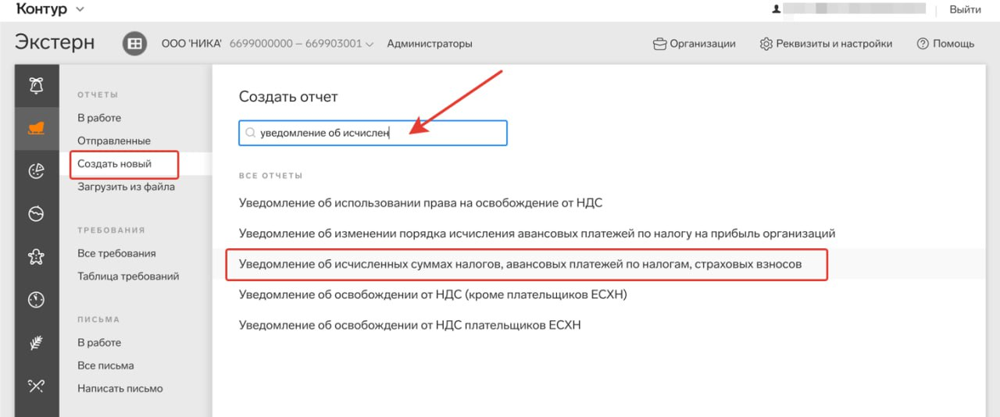 Контур
Выйти
Экстерн
ООО 'НИКА' 6699000000 – 669903001 Администраторы
Организации
Реквизиты и настройки
Помощь
ОТЧЕТЫ
В работе
Отправленные
Создать новый
Загрузить из файла
ТРЕБОВАНИЯ
Все требования
Таблица требований
ПИСЬМА
В работе
Все письма
Написать письмо
Создать отчет
уведомление об исчислен
ВСЕ ОТЧЕТЫ
Уведомление об использовании права на освобождение от НДС
Уведомление об изменении порядка исчисления авансовых платежей по налогу на прибыль организаций
Уведомление об исчисленных суммах налогов, авансовых платежей по налогам, страховых взносов
Уведомление об освобождении от НДС (кроме плательщиков ЕСХН)
Уведомление об освобождении от НДС плательщиков ЕСХН